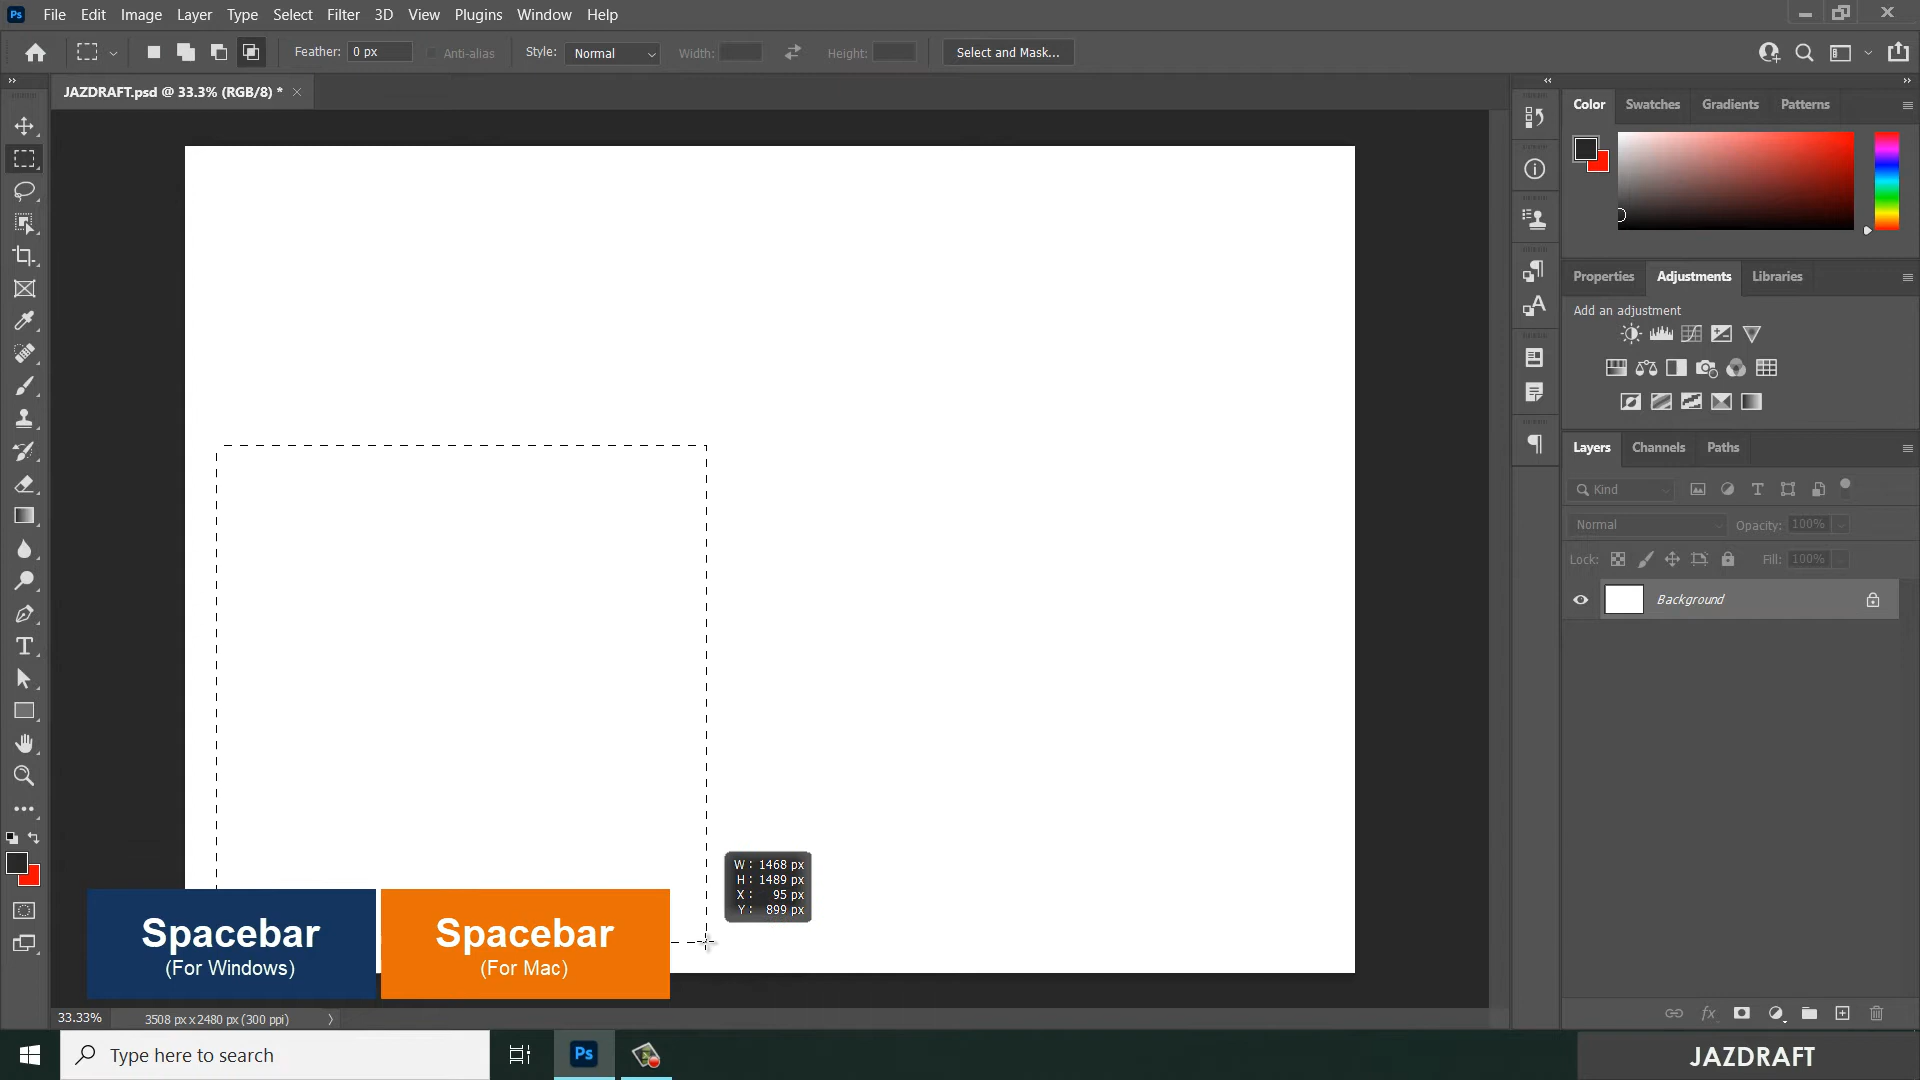 Ps File Edit Image Layer Type Select Filter 3D View Plugins Window Help
Feather: 0 px Anti-alias Style: Normal Width: Height: Select and Mask...
JAZDRAFT.psd @ 33.3% (RGB/8) *
Color Swatches Gradients Patterns
Properties Adjustments Libraries
Add an adjustment
Layers Channels Paths
Kind
Normal Opacity: 100%
Lock: Fill: 100%
Background
W: 1468 px
H: 1489 px
X: 95 px
Y: 899 px
Spacebar
(For Windows)
Spacebar
(For Mac)
33.33% 3508 px x 2480 px (300 ppi)
Type here to search
Ps
JAZDRAFT